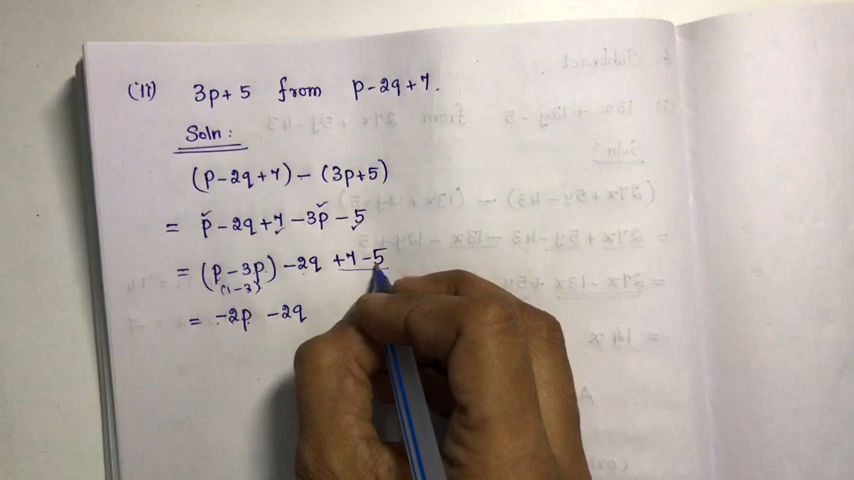 (ii) 3p+5 from p-2q+7.
Soln:
(p-2q+7)-(3p+5)
= p-2q+7-3p-5
= (p-3p)-2q+7-5
(1-3)
= -2p-2q